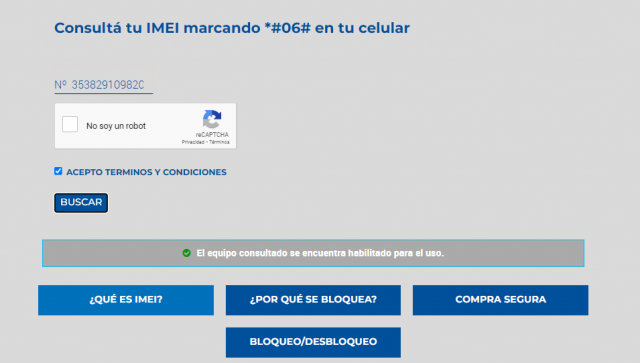 Consultá tu IMEI marcando *#06# en tu celular
Nº 35382910982C
No soy un robot
reCAPTCHA
Privacidad - Términos
ACEPTO TERMINOS Y CONDICIONES
BUSCAR
El equipo consultado se encuentra habilitado para el uso.
¿QUÉ ES IMEI?
¿POR QUÉ SE BLOQUEA?
COMPRA SEGURA
BLOQUEO/DESBLOQUEO